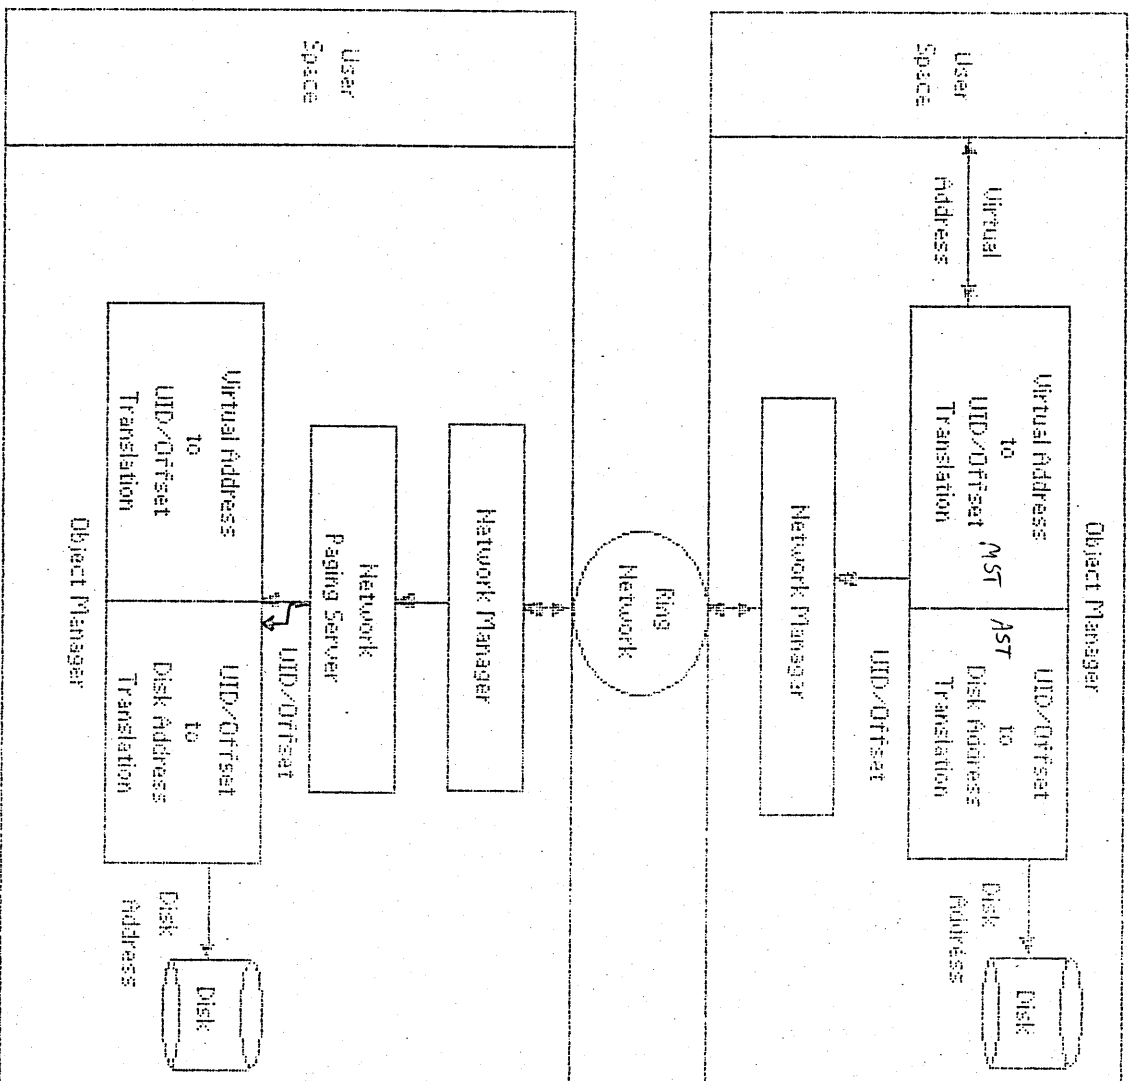 User
Space
Virtual
Address
Object Manager
Virtual Address
to
UID/Offset
Translation
MST
AST
UID/Offset
to
Disk Address
Translation
Disk
Address
Disk
UID/Offset
Network Manager
Ring
Network
User
Space
Network Manager
Network
Paging Server
UID/Offset
Virtual Address
to
UID/Offset
Translation
UID/Offset
to
Disk Address
Translation
Disk
Address
Disk
Object Manager